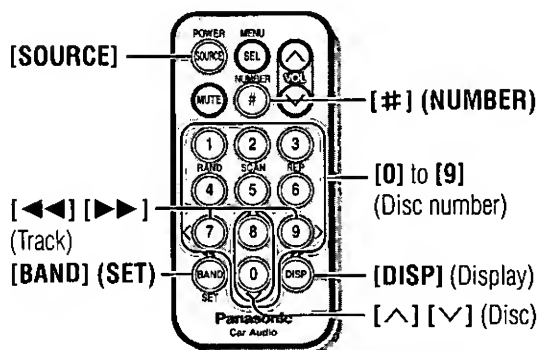 POWER MENU
[SOURCE] SOURCE SEL VOL
NUMBER
MUTE # [#] (NUMBER)
1 2 3
RAND SCAN REP
[0] to [9]
(Disc number)
4 5 6
[◀◀] [▶▶]
(Track)
< 7 8 9 >
[BAND] (SET) BAND 0 DISP [DISP] (Display)
SET
[∧] [∨] (Disc)
Panasonic
Car Audio